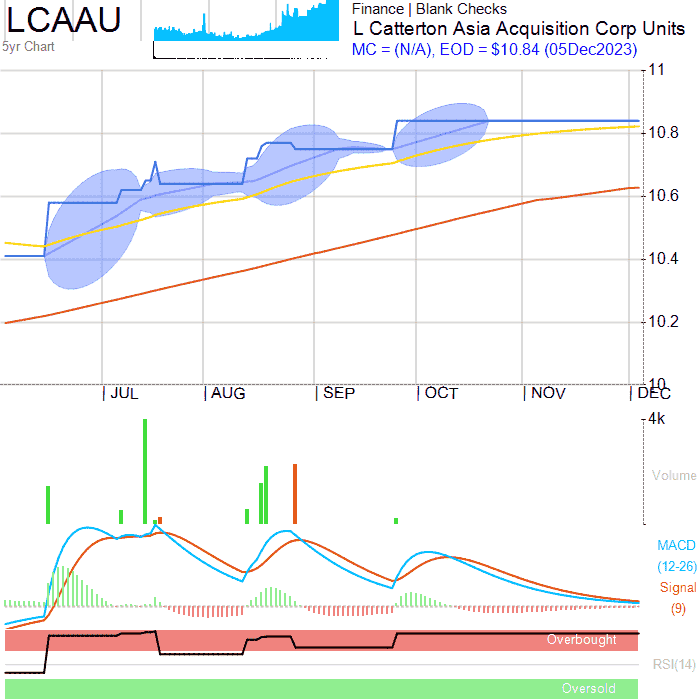 LCAAU
5yr Chart
Finance | Blank Checks
L Catterton Asia Acquisition Corp Units
MC = (N/A), EOD = $10.84 (05Dec2023)
11
10.8
10.6
10.4
10.2
10
JUL AUG SEP OCT NOV DEC
4k
Volume
MACD
(12-26)
Signal
(9)
Overbought
RSI(14)
Oversold